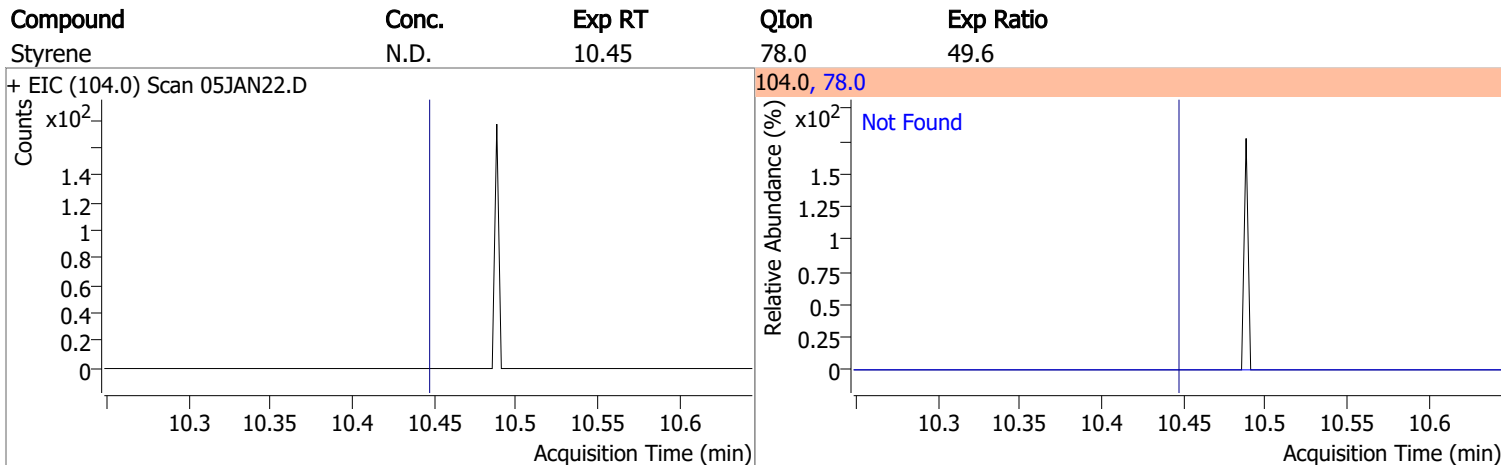 Compound Conc. Exp RT QIon Exp Ratio
Styrene N.D. 10.45 78.0 49.6
+ EIC (104.0) Scan 05JAN22.D
Counts
x10²
1.4
1.2
1
0.8
0.6
0.4
0.2
0
10.3 10.35 10.4 10.45 10.5 10.55 10.6
Acquisition Time (min)
104.0, 78.0
Relative Abundance (%)
x10²
Not Found
1.5
1.25
1
0.75
0.5
0.25
0
10.3 10.35 10.4 10.45 10.5 10.55 10.6
Acquisition Time (min)